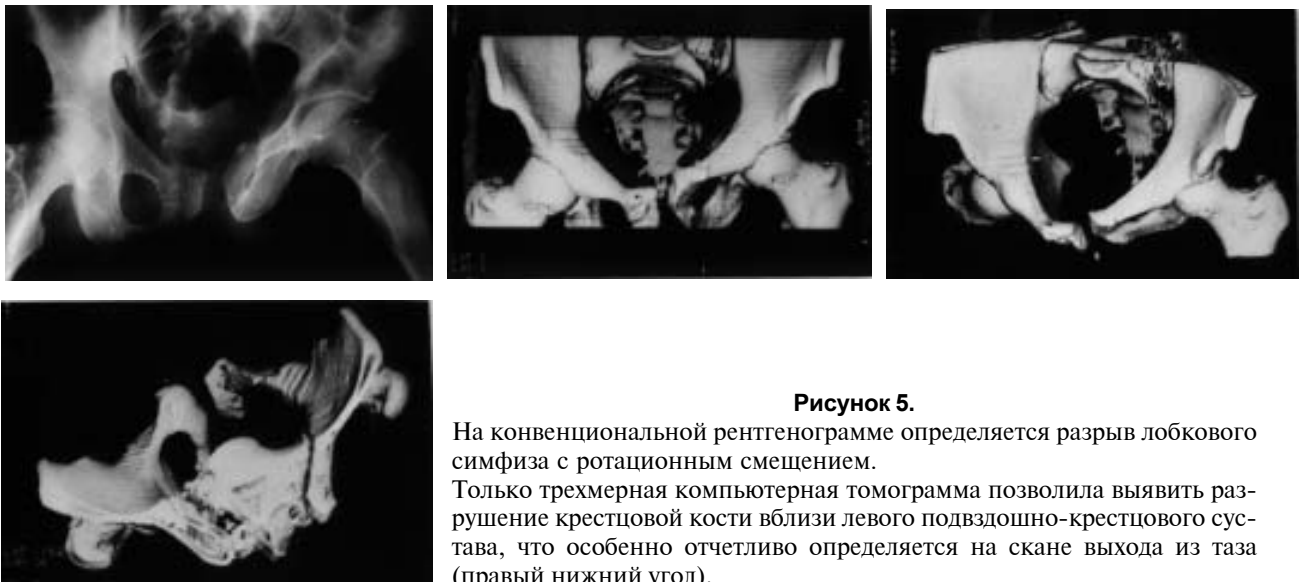 Рисунок 5.
На конвенциональной рентгенограмме определяется разрыв лобкового
симфиза с ротационным смещением.
Только трехмерная компьютерная томограмма позволила выявить раз-
рушение крестцовой кости вблизи левого подвздошно-крестцового сус-
тава, что особенно отчетливо определяется на скане выхода из таза
(правый нижний угол).